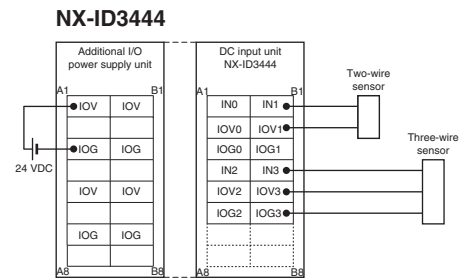 NX-ID3444
Additional I/O
power supply unit
DC input unit
NX-ID3444
Two-wire
sensor
Three-wire
sensor
24 VDC
A1 B1
IOV IOV
IOG IOG
IOV IOV
IOG IOG
A8 B8
A1 B1
IN0 IN1
IOV0 IOV1
IOG0 IOG1
IN2 IN3
IOV2 IOV3
IOG2 IOG3
A8 B8